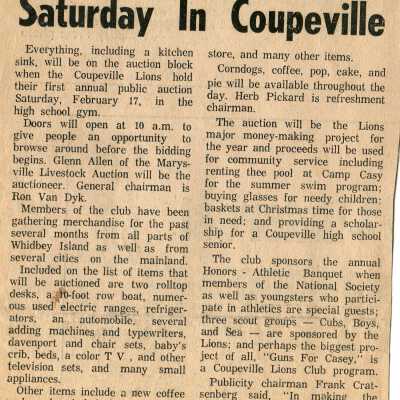 Saturday In Coupeville
Everything, including a kitchen
sink, will be on the auction block
when the Coupeville Lions hold
their first annual public auction
Saturday, February 17, in the
high school gym.
Doors will open at 10 a.m. to
give people an opportunity to
browse around before the bidding
begins. Glenn Allen of the Marys-
ville Livestock Auction will be the
auctioneer. General chairman is
Ron Van Dyk.
Members of the club have been
gathering merchandise for the past
several months from all parts of
Whidbey Island as well as from
several cities on the mainland.
Included on the list of items that
will be auctioned are two rolltop
desks, a 10-foot row boat, numer-
ous used electric ranges, refriger-
ators, an automobile, several
adding machines and typewriters,
davenport and chair sets, baby's
crib, beds, a color T V , and other
television sets, and many small
appliances.
Other items include a new coffee
store, and many other items.
Corndogs, coffee, pop, cake, and
pie will be available throughout the
day. Herb Pickard is refreshment
chairman.
The auction will be the Lions
major money-making project for
the year and proceeds will be used
for community service including
renting thee pool at Camp Casy
for the summer swim program;
buying glasses for needy children;
baskets at Christmas time for those
in need; and providing a scholar-
ship for a Coupeville high school
senior.
The club sponsors the annual
Honors - Athletic Banquet when
members of the National Society
as well as youngsters who partici-
pate in athletics are special guests;
three scout groups — Cubs, Boys,
and Sea — are sponsored by the
Lions; and perhaps the biggest pro-
ject of all, "Guns For Casey," is
a Coupeville Lions Club program.
Publicity chairman Frank Crat-
senberg said, "In making the